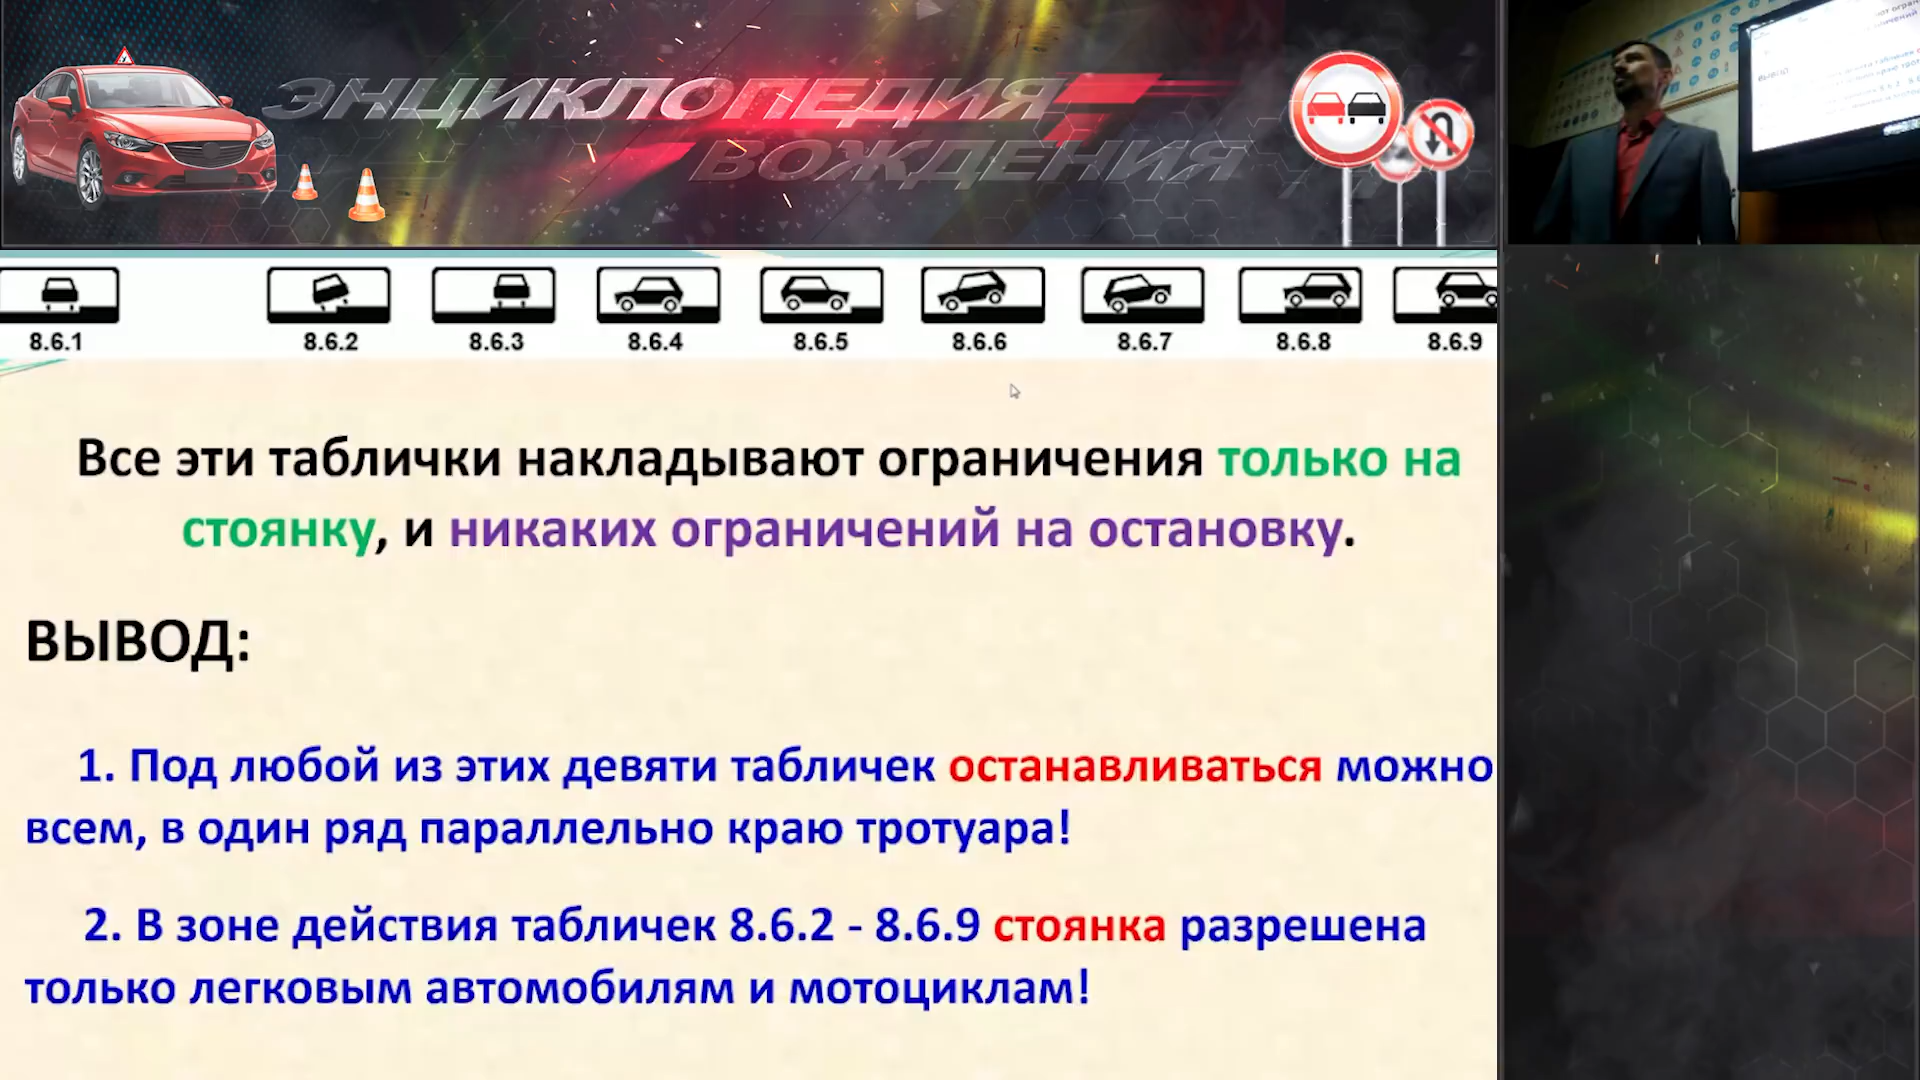 ЭНЦИКЛОПЕДИЯ
ВОЖДЕНИЯ
8.6.1 8.6.2 8.6.3 8.6.4 8.6.5 8.6.6 8.6.7 8.6.8 8.6.9
Все эти таблички накладывают ограничения только на
стоянку, и никаких ограничений на остановку.
ВЫВОД:
1. Под любой из этих девяти табличек останавливаться можно
всем, в один ряд параллельно краю тротуара!
2. В зоне действия табличек 8.6.2 - 8.6.9 стоянка разрешена
только легковым автомобилям и мотоциклам!